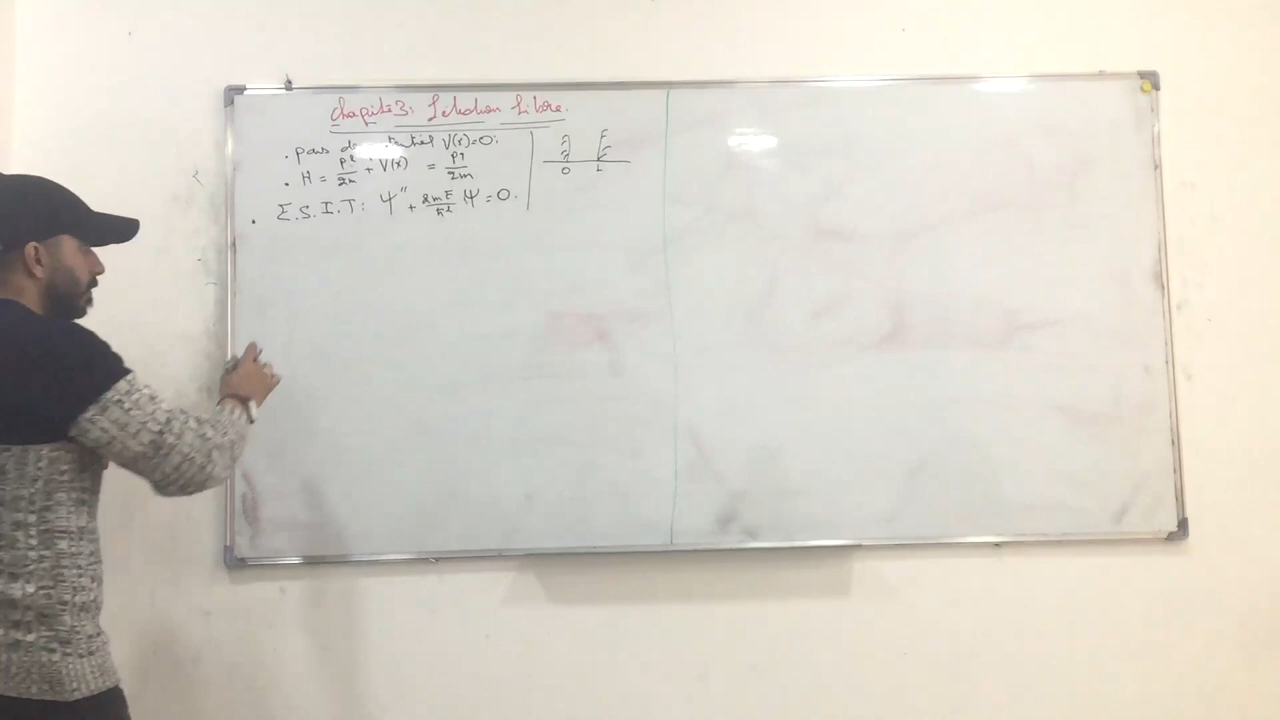 Chapitre 3: L'électron Libre.
• pas de potentiel V(x)=0:
• H = P²/2m + V(x) = P²/2m
• E.S.I.T: Ψ'' + 2mE/ħ² Ψ = 0.
O L